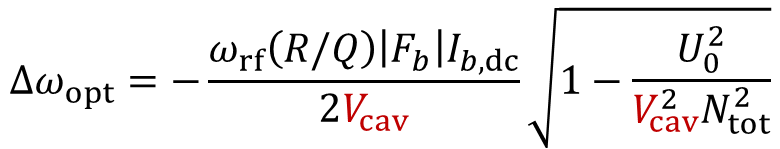 Δω_opt = − ω_rf(R/Q)|F_b|I_b,dc / 2V_cav √(1 − U_0^2 / V_cav^2 N_tot^2)